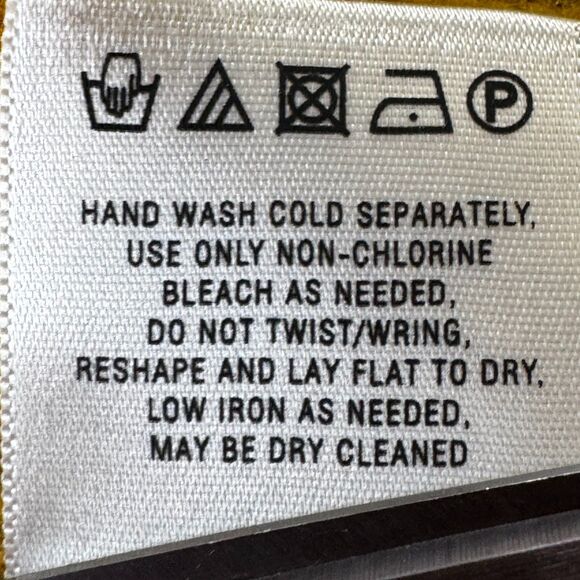 P
HAND WASH COLD SEPARATELY,
USE ONLY NON-CHLORINE
BLEACH AS NEEDED,
DO NOT TWIST/WRING,
RESHAPE AND LAY FLAT TO DRY,
LOW IRON AS NEEDED,
MAY BE DRY CLEANED